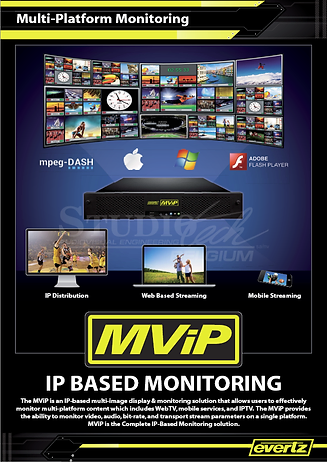 Multi-Platform Monitoring
mpeg-DASH
ADOBE
FLASH PLAYER
MViP
STUDIOtech
BELGIUM
IP Distribution
Web Based Streaming
Mobile Streaming
MViP
IP BASED MONITORING
The MViP is an IP-based multi-image display & monitoring solution that allows users to effectively
monitor multi-platform content which includes WebTV, mobile services, and IPTV. The MViP provides
the ability to monitor video, audio, bit-rate, and transport stream parameters on a single platform.
MViP is the Complete IP-Based Monitoring solution.
evertz